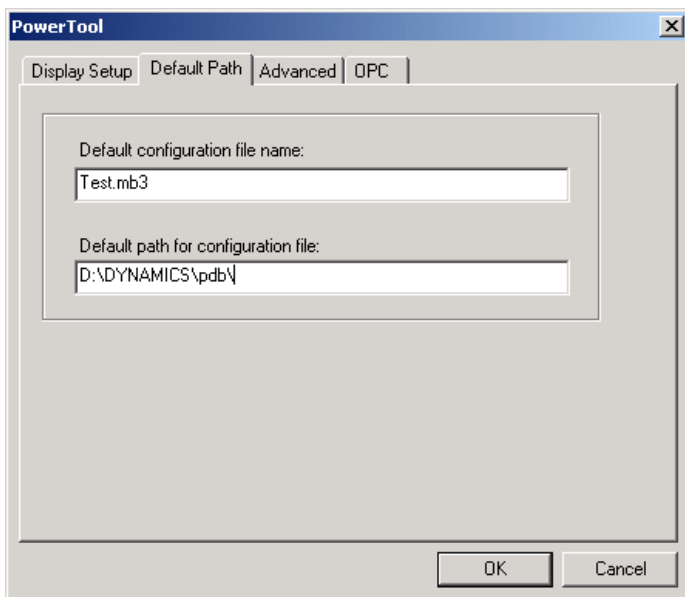 PowerTool
Display Setup Default Path Advanced OPC
Default configuration file name:
Test.mb3
Default path for configuration file:
D:\DYNAMICS\pdb\
OK Cancel